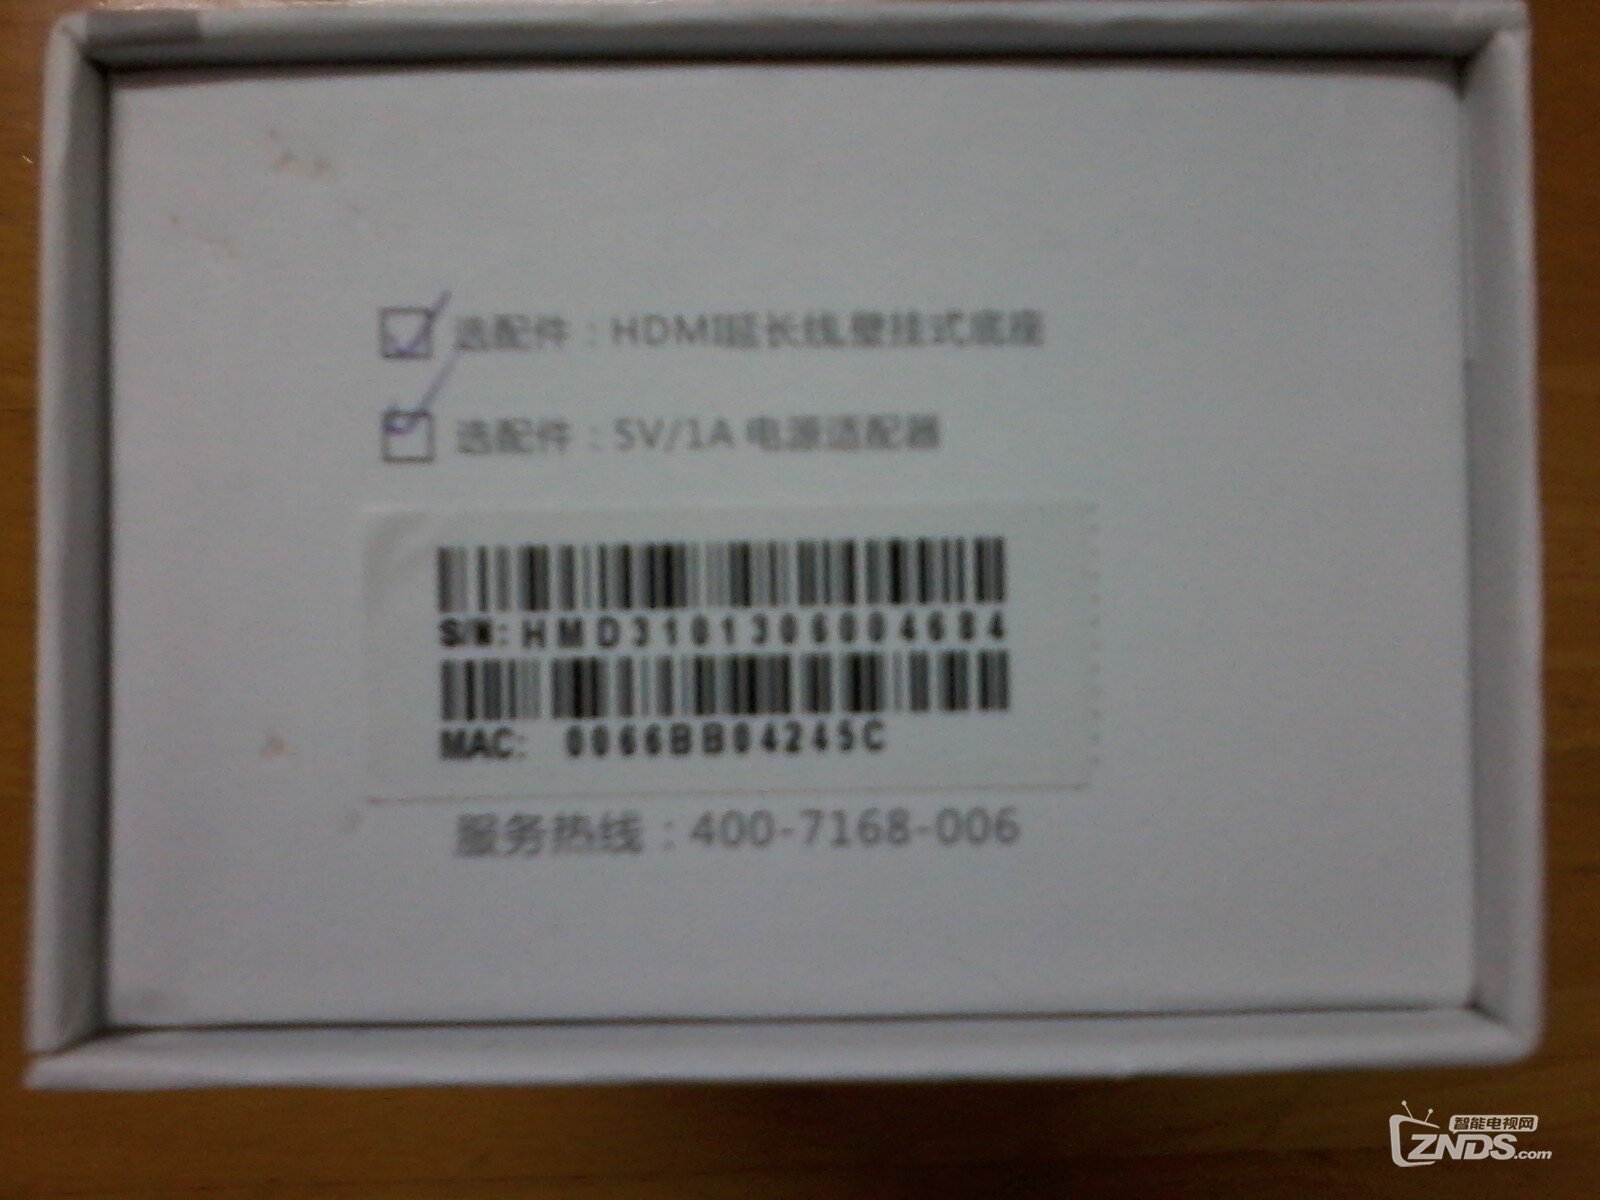 选配件：HDMI延长线,壁挂式底座
选配件：5V/1A 电源适配器
S/N: HMD3101306004684
MAC: 0066BB04245C
服务热线：400-7168-006
智能电视网
ZNDS.com